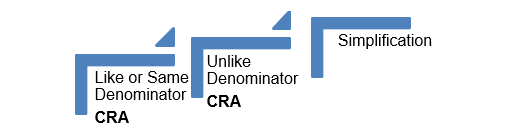 Like or Same
Denominator
CRA
Unlike
Denominator
CRA
Simplification